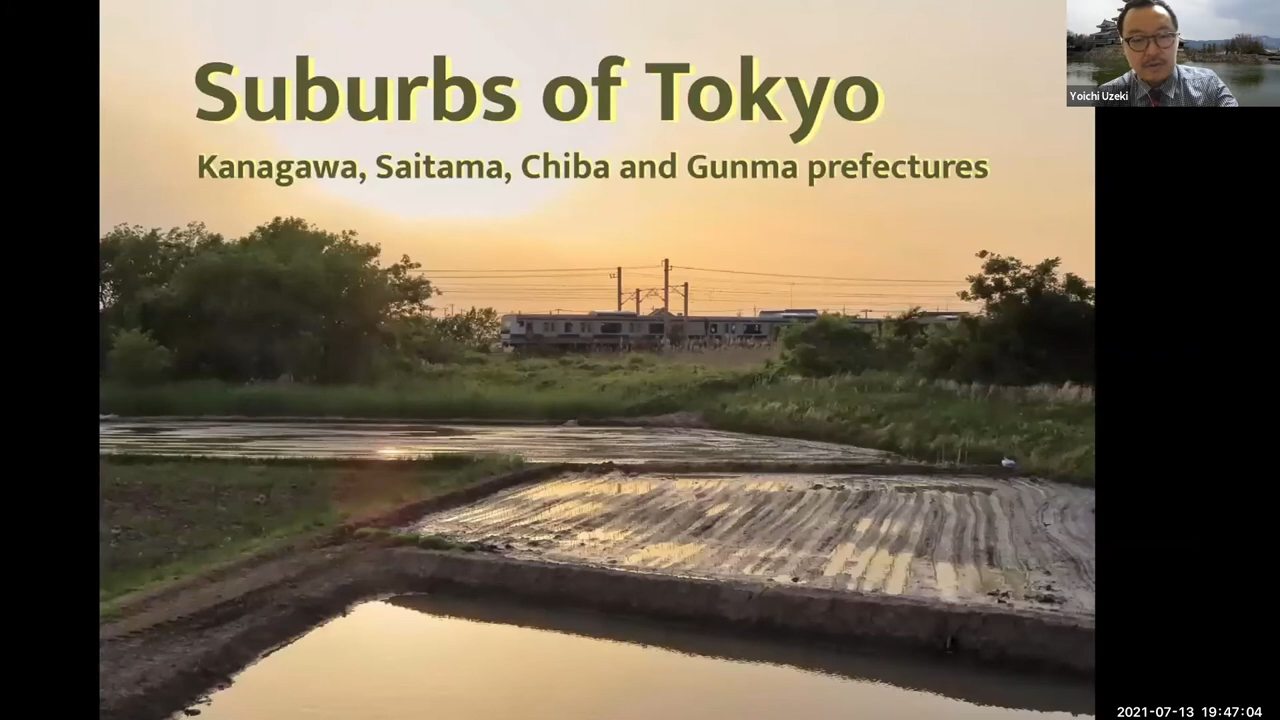 Suburbs of Tokyo
Kanagawa, Saitama, Chiba and Gunma prefectures
Yoichi Uzeki
2021-07-13 19:47:04